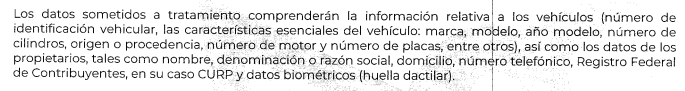 Los datos sometidos a tratamiento comprenderán la información relativa a los vehículos (número de
identificación vehicular, las características esenciales del vehículo: marca, modelo, año modelo, número de
cilindros, origen o procedencia, número de motor y número de placas, entre otros), así como los datos de los
propietarios, tales como nombre, denominación o razón social, domicilio, número telefónico, Registro Federal
de Contribuyentes, en su caso CURP y datos biométricos (huella dactilar).